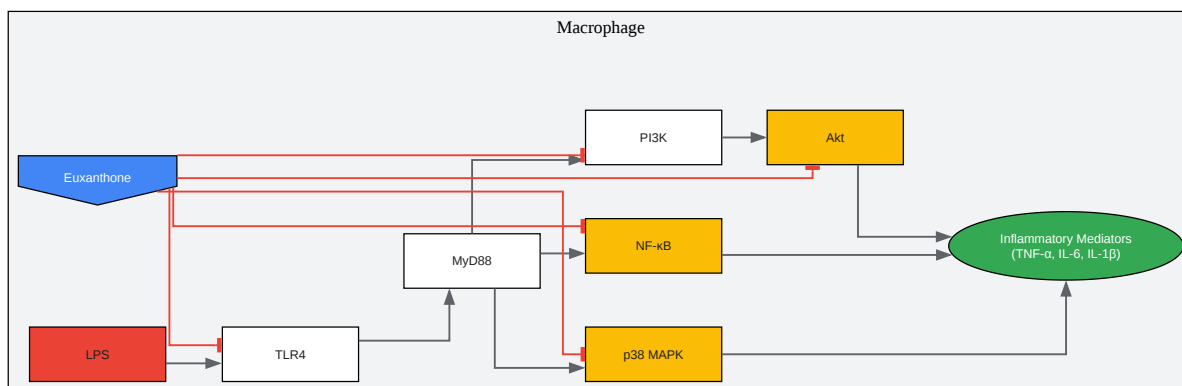 Macrophage
PI3K
Akt
Euxanthone
MyD88
NF-κB
Inflammatory Mediators
(TNF-α, IL-6, IL-1β)
LPS
TLR4
p38 MAPK